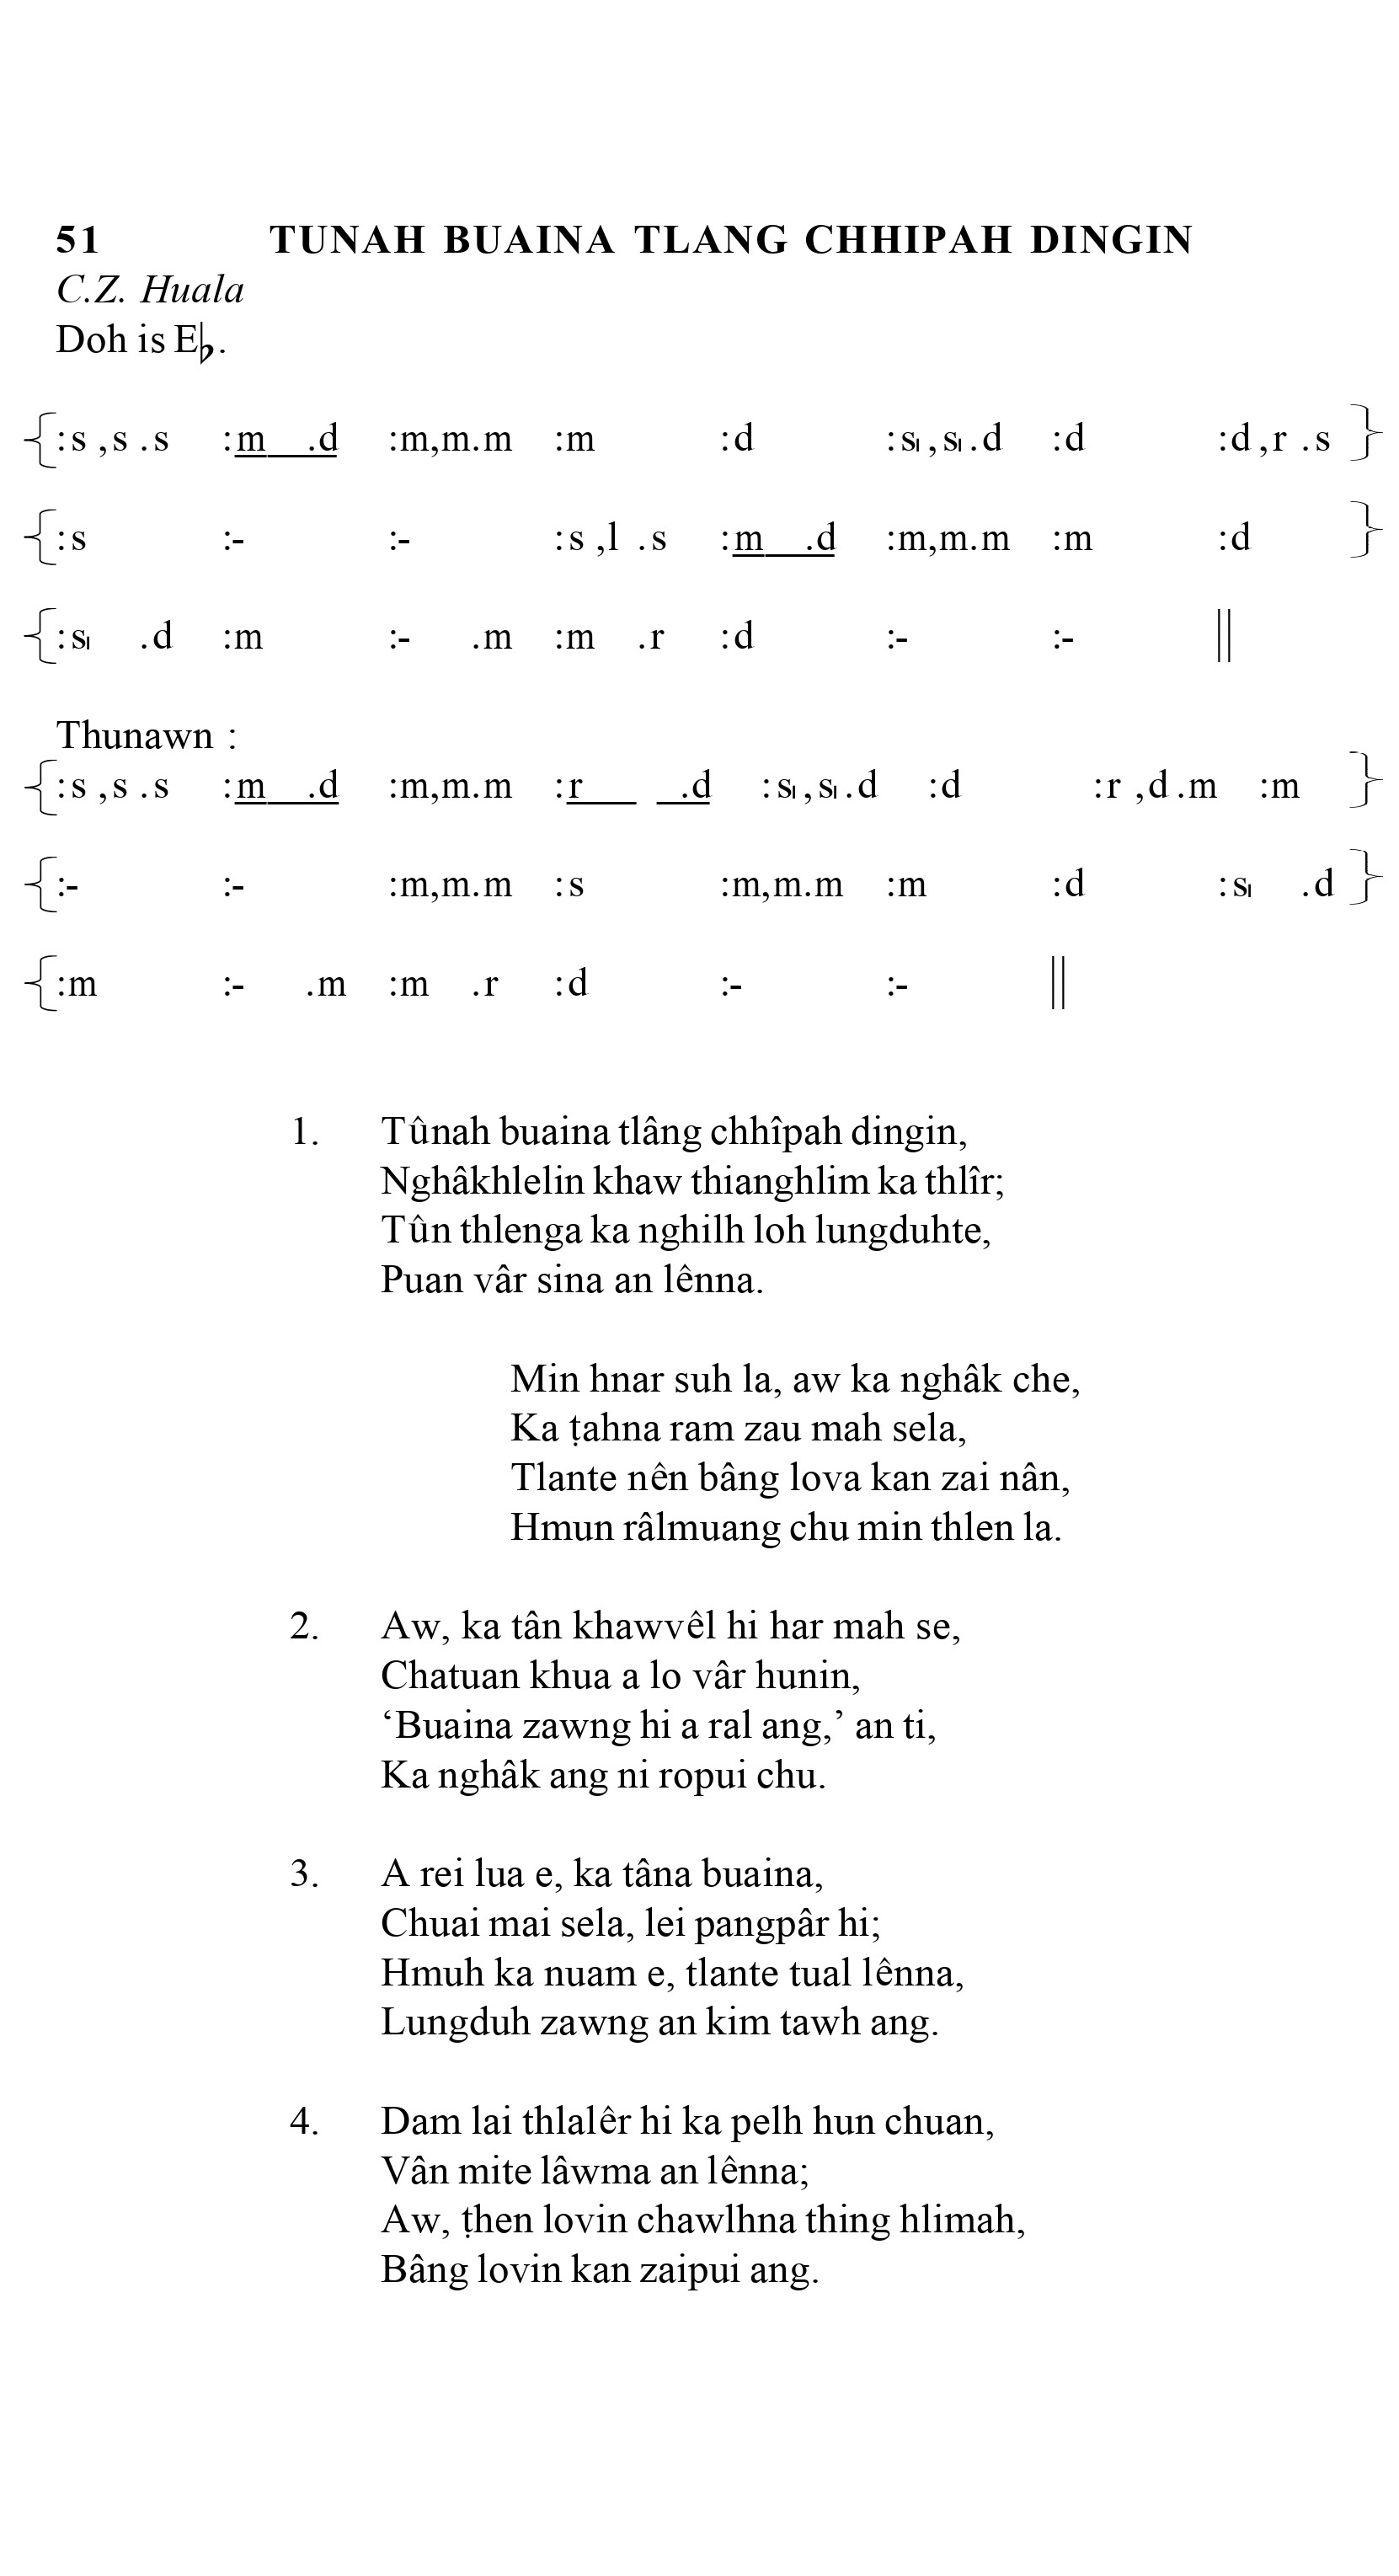 51 TUNAH BUAINA TLANG CHHIPAH DINGIN
C.Z. Huala
Doh is E♭.
{:s ,s .s :m .d :m,m.m :m :d :s₁,s₁.d :d :d ,r .s }
{:s :- :- :s ,l .s :m .d :m,m.m :m :d }
{:s₁ .d :m :- .m :m .r :d :- :- ||
Thunawn :
{:s ,s .s :m .d :m,m.m :r .d :s₁,s₁.d :d :r ,d.m :m }
{:- :- :m,m.m :s :m,m.m :m :d :s₁ .d }
{:m :- .m :m .r :d :- :- ||
1. Tûnah buaina tlâng chhîpah dingin,
Nghâkhlelin khaw thianghlim ka thlîr;
Tûn thlenga ka nghilh loh lungduhte,
Puan vâr sina an lênna.
Min hnar suh la, aw ka nghâk che,
Ka ṭahna ram zau mah sela,
Tlante nên bâng lova kan zai nân,
Hmun râlmuang chu min thlen la.
2. Aw, ka tân khawvêl hi har mah se,
Chatuan khua a lo vâr hunin,
‘Buaina zawng hi a ral ang,’ an ti,
Ka nghâk ang ni ropui chu.
3. A rei lua e, ka tâna buaina,
Chuai mai sela, lei pangpâr hi;
Hmuh ka nuam e, tlante tual lênna,
Lungduh zawng an kim tawh ang.
4. Dam lai thlalêr hi ka pelh hun chuan,
Vân mite lâwma an lênna;
Aw, ṭhen lovin chawlhna thing hlimah,
Bâng lovin kan zaipui ang.